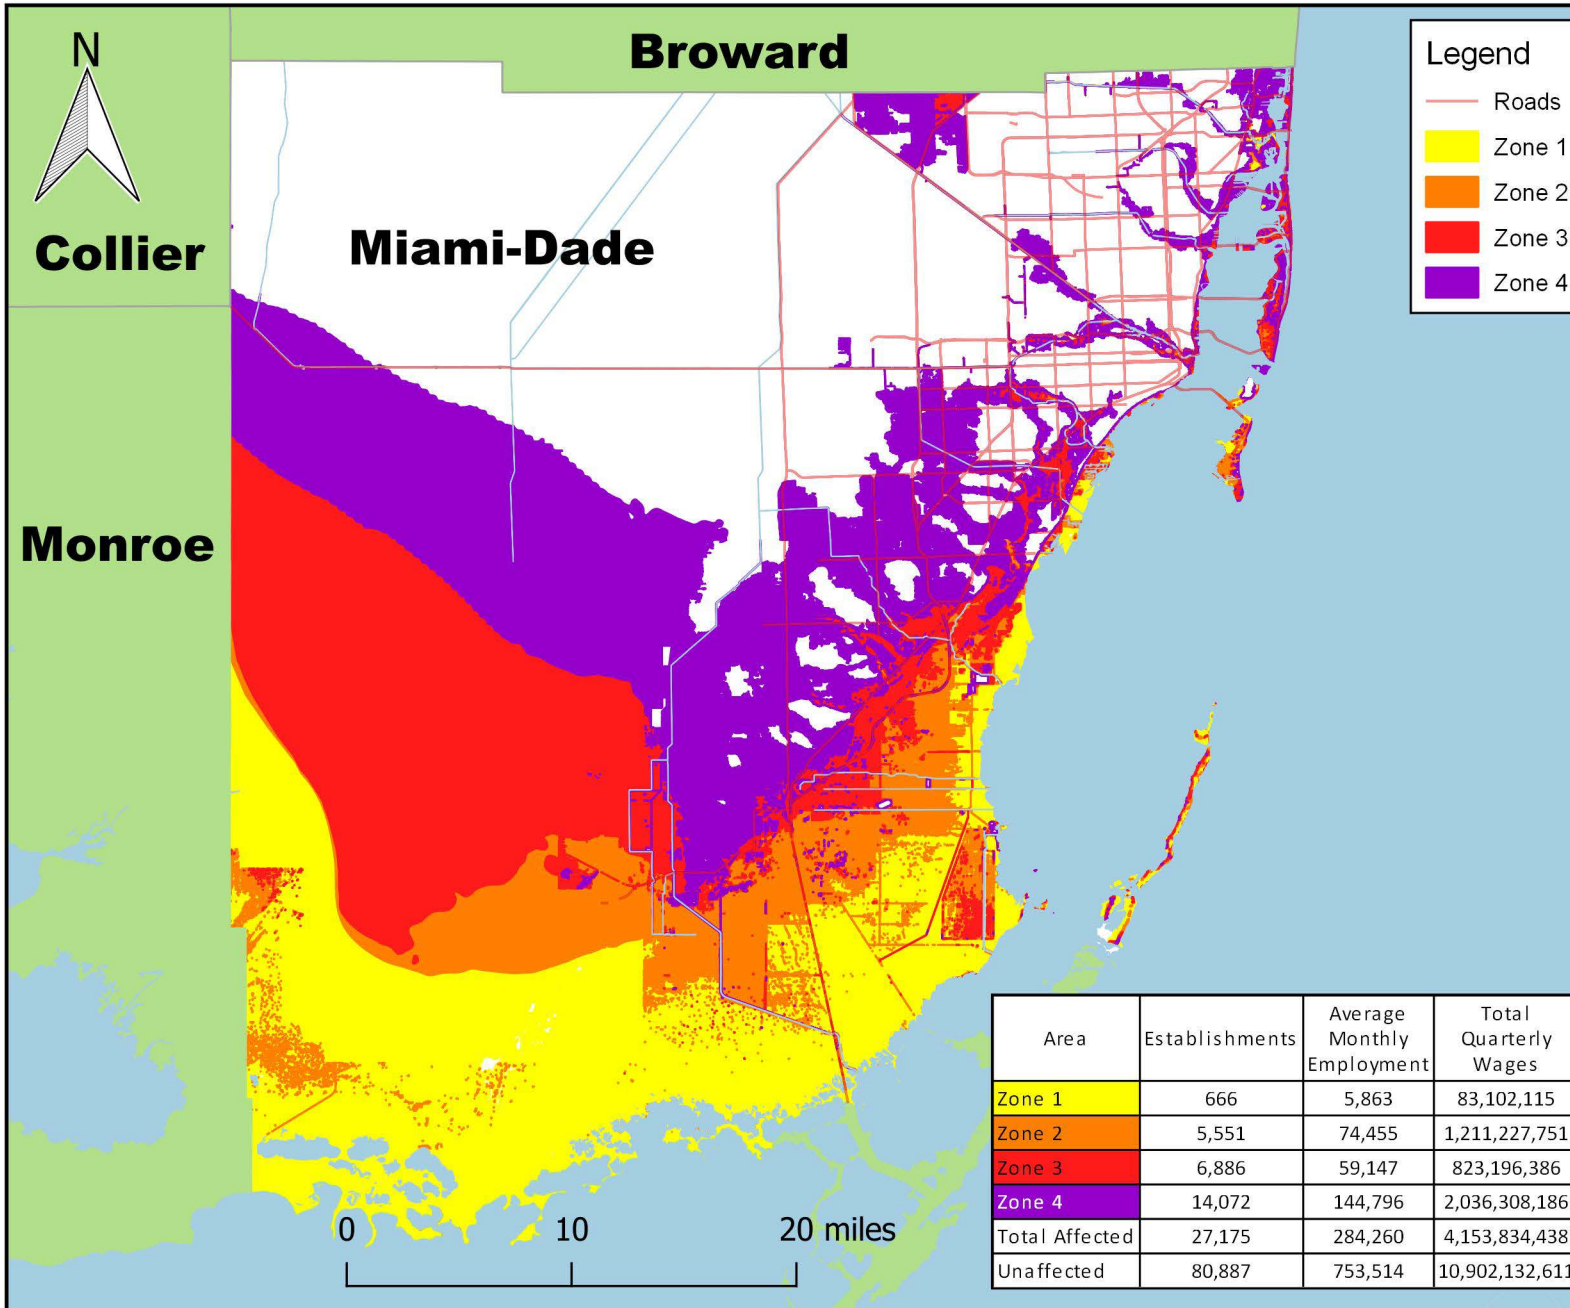 Broward
N
Collier
Miami-Dade
Monroe
Legend
Roads
Zone 1
Zone 2
Zone 3
Zone 4
0 10 20 miles
Area Establishments Average Monthly Employment Total Quarterly Wages
Zone 1 666 5,863 83,102,115
Zone 2 5,551 74,455 1,211,227,751
Zone 3 6,886 59,147 823,196,386
Zone 4 14,072 144,796 2,036,308,186
Total Affected 27,175 284,260 4,153,834,438
Unaffected 80,887 753,514 10,902,132,611